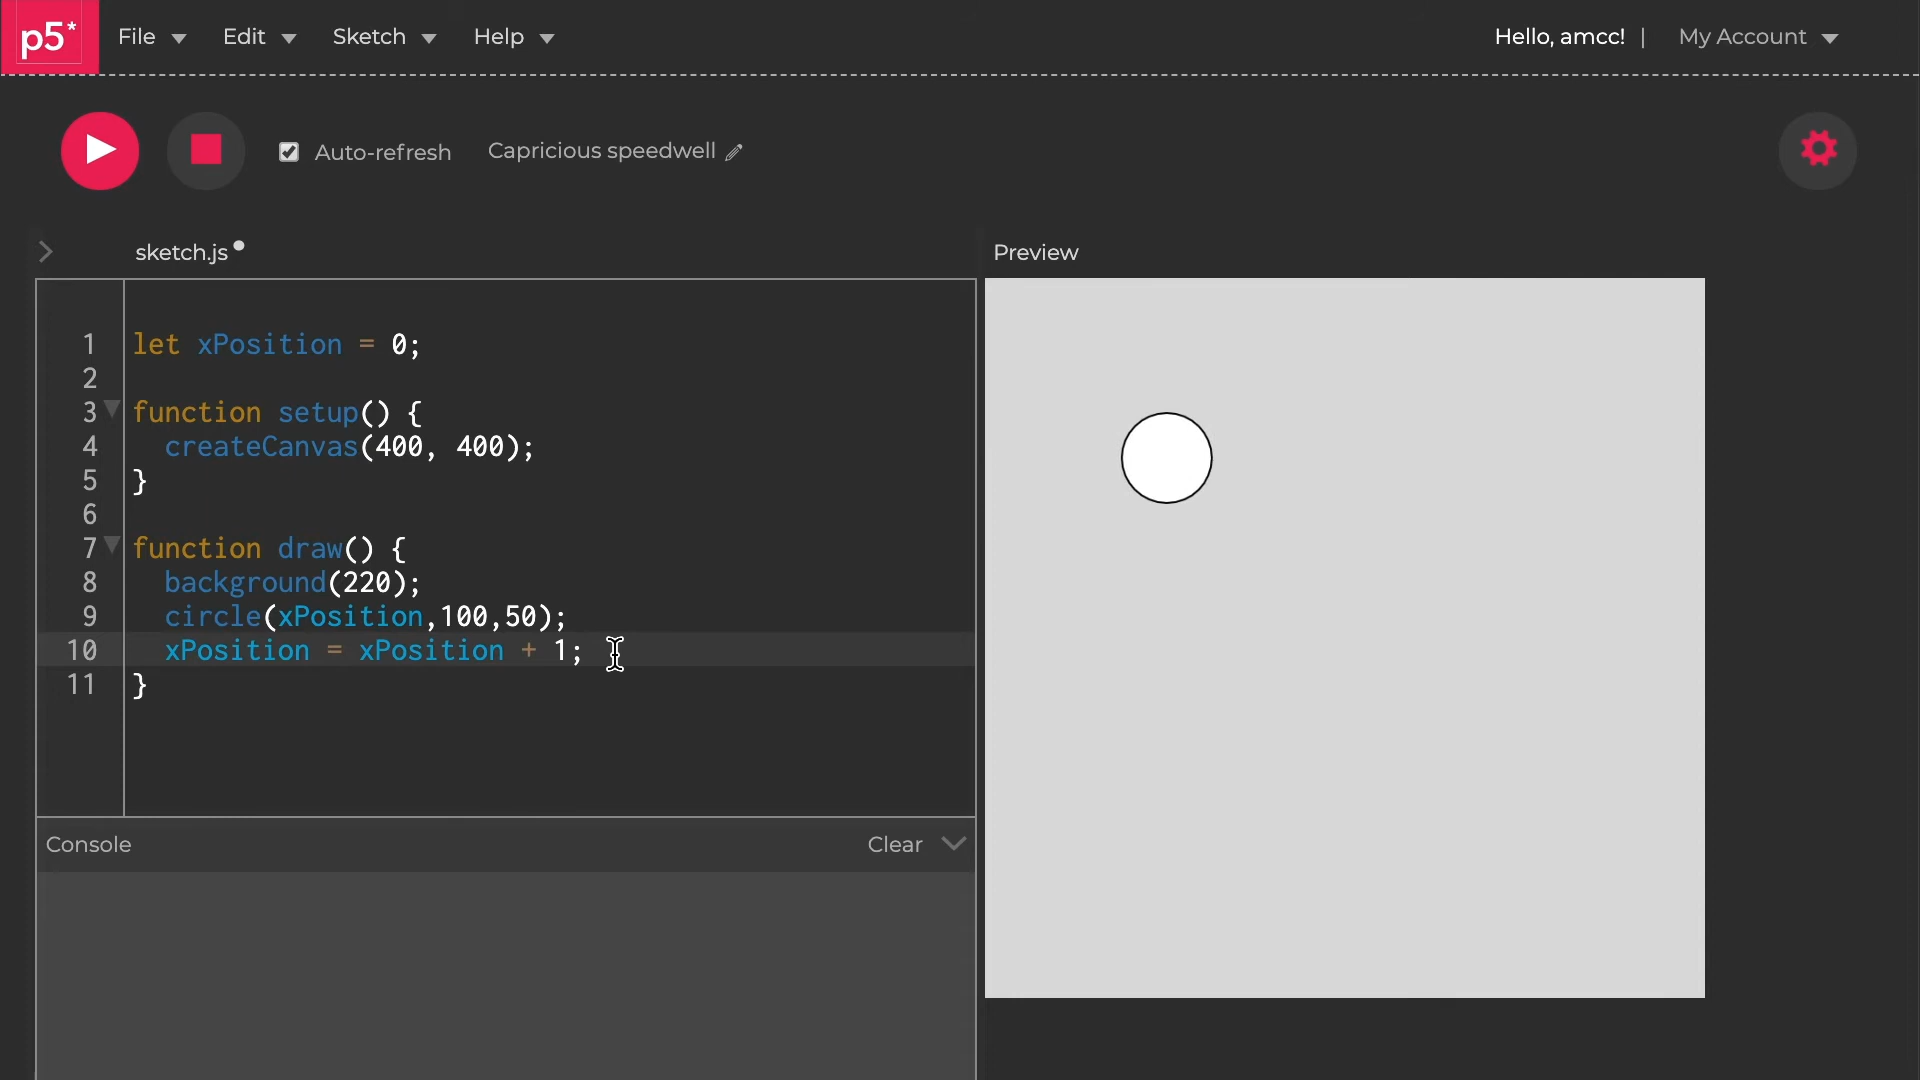 p5* File Edit Sketch Help Hello, amcc! | My Account
Auto-refresh Capricious speedwell
sketch.js Preview
1 let xPosition = 0;
2
3 function setup() {
4   createCanvas(400, 400);
5 }
6
7 function draw() {
8   background(220);
9   circle(xPosition,100,50);
10   xPosition = xPosition + 1;
11 }
Console Clear